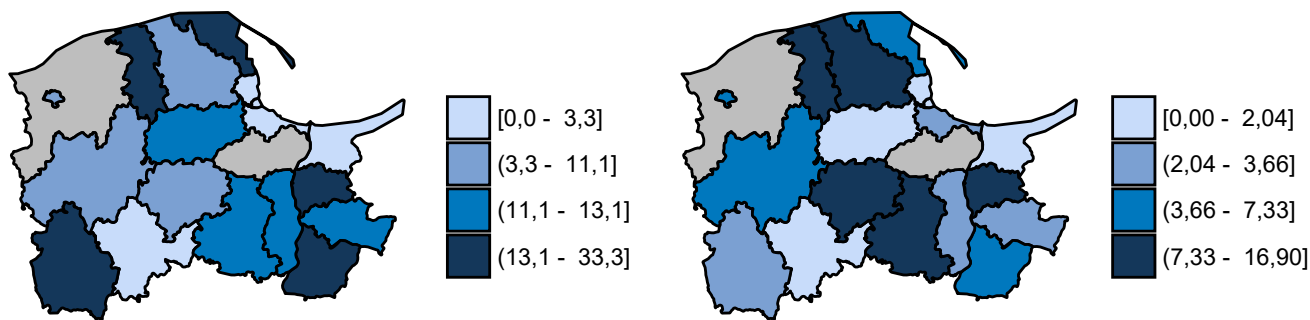 [0,0 - 3,3]
(3,3 - 11,1]
(11,1 - 13,1]
(13,1 - 33,3]
[0,00 - 2,04]
(2,04 - 3,66]
(3,66 - 7,33]
(7,33 - 16,90]